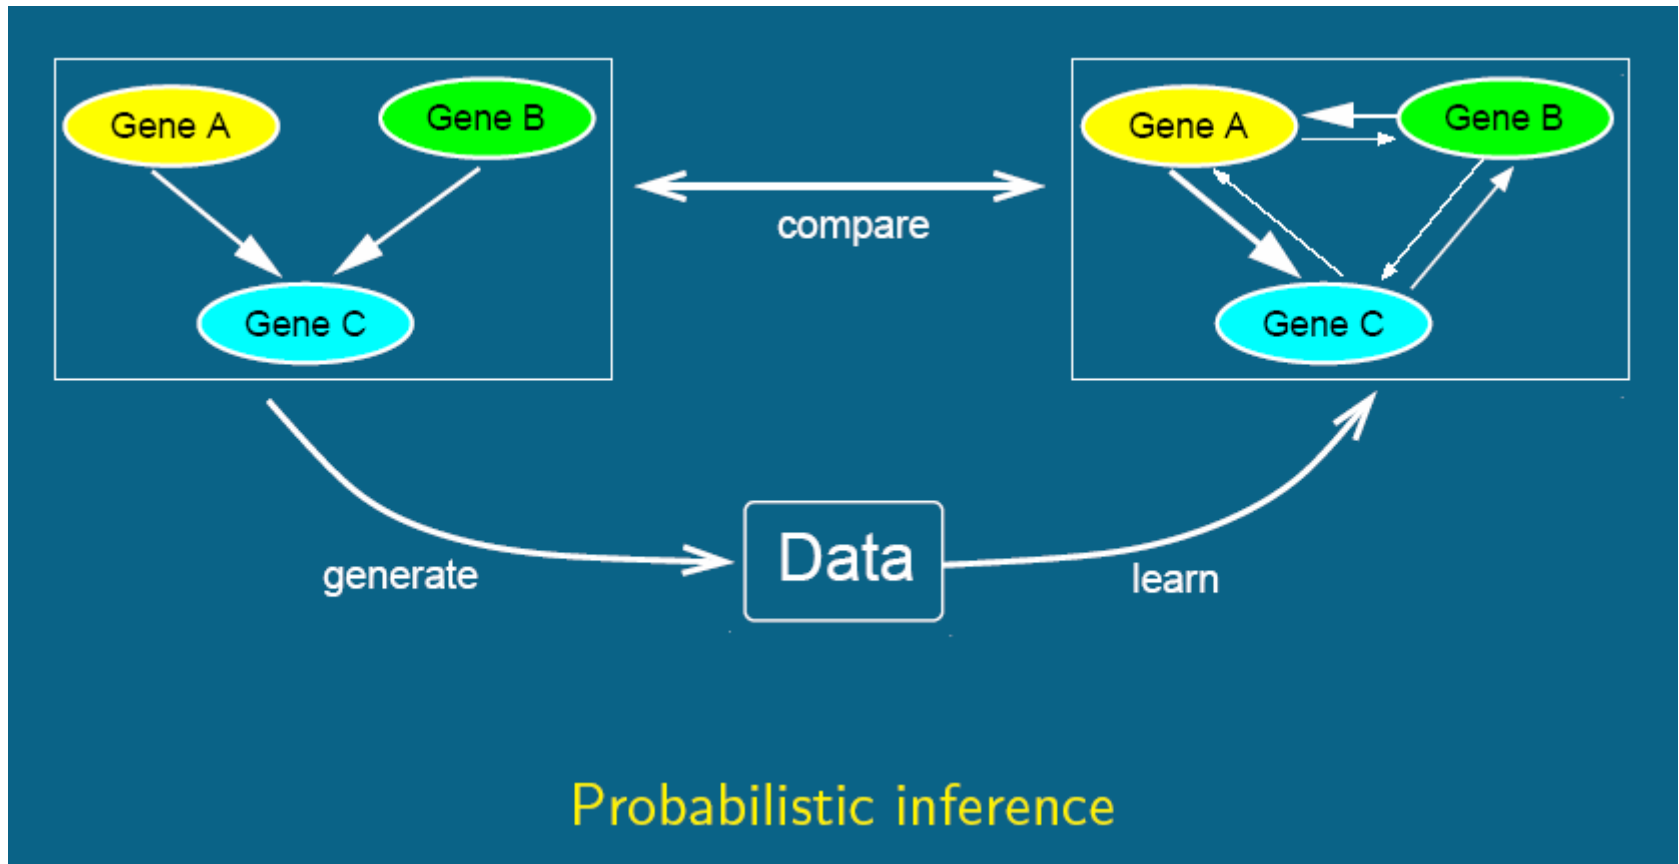 Gene A
Gene B
Gene C
compare
Gene A
Gene B
Gene C
generate
Data
learn
Probabilistic inference